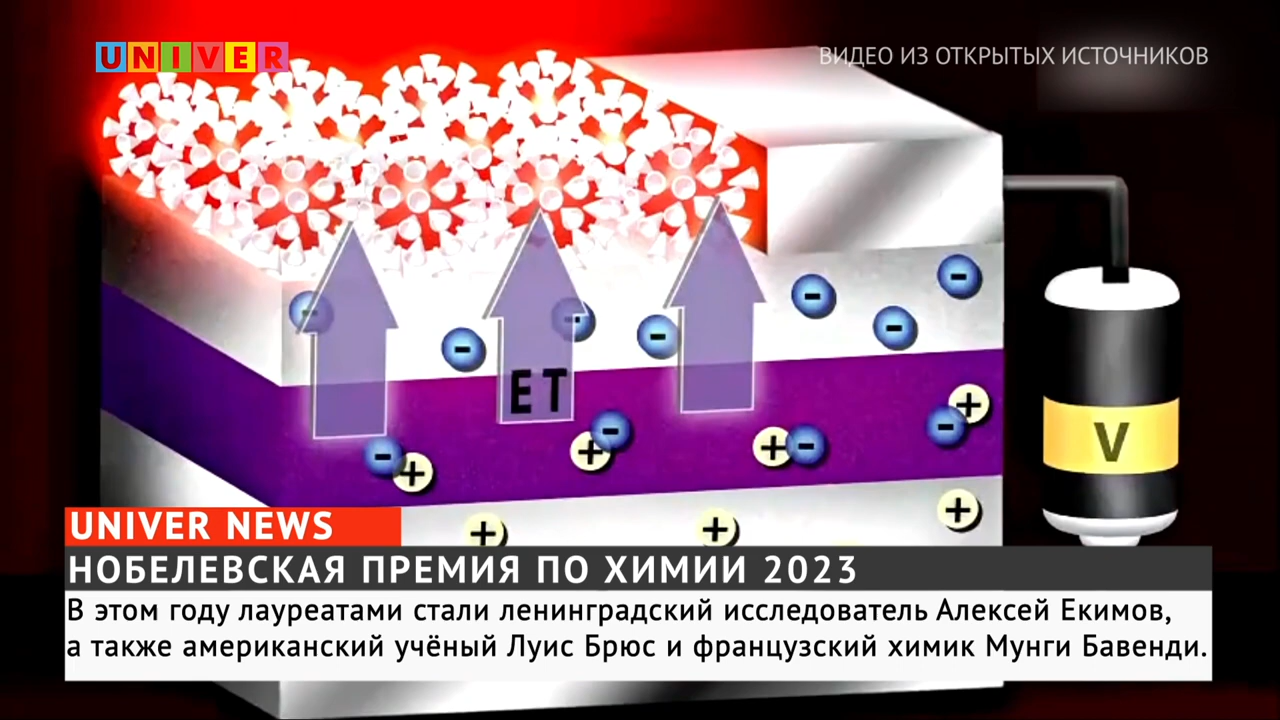 UNIVER
ВИДЕО ИЗ ОТКРЫТЫХ ИСТОЧНИКОВ
ET
V
UNIVER NEWS
НОБЕЛЕВСКАЯ ПРЕМИЯ ПО ХИМИИ 2023
В этом году лауреатами стали ленинградский исследователь Алексей Екимов,
а также американский учёный Луис Брюс и французский химик Мунги Бавенди.